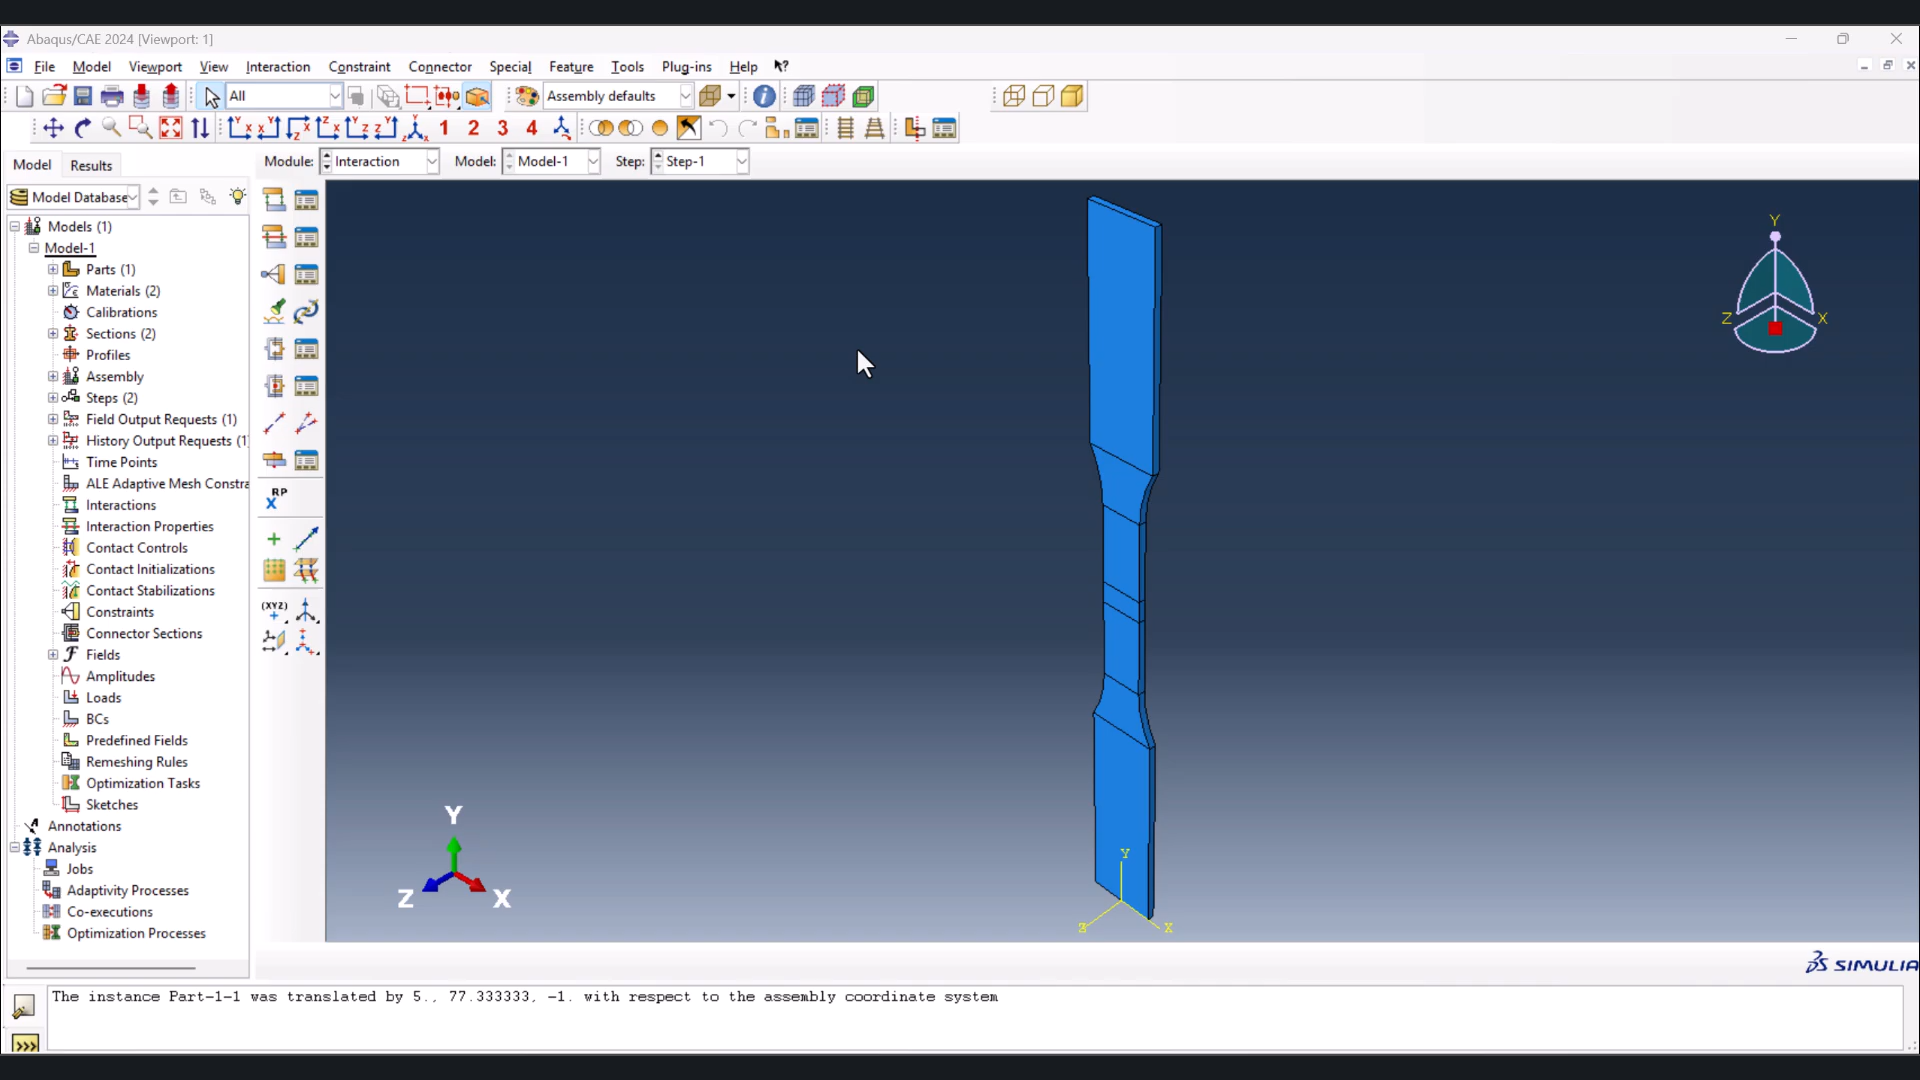 Abaqus/CAE 2024 [Viewport: 1]
File Model Viewport View Interaction Constraint Connector Special Feature Tools Plug-ins Help
All
Assembly defaults
1 2 3 4
Model Results
Module: Interaction Model: Model-1 Step: Step-1
Model Database
Models (1)
Model-1
Parts (1)
Materials (2)
Calibrations
Sections (2)
Profiles
Assembly
Steps (2)
Field Output Requests (1)
History Output Requests (1)
Time Points
ALE Adaptive Mesh Constra
Interactions
Interaction Properties
Contact Controls
Contact Initializations
Contact Stabilizations
Constraints
Connector Sections
Fields
Amplitudes
Loads
BCs
Predefined Fields
Remeshing Rules
Optimization Tasks
Sketches
Annotations
Analysis
Jobs
Adaptivity Processes
Co-executions
Optimization Processes
RP
(XYZ)
Y
Z X
Y
Z X
Y
Z X
SIMULIA
The instance Part-1-1 was translated by 5., 77.333333, -1. with respect to the assembly coordinate system
>>>